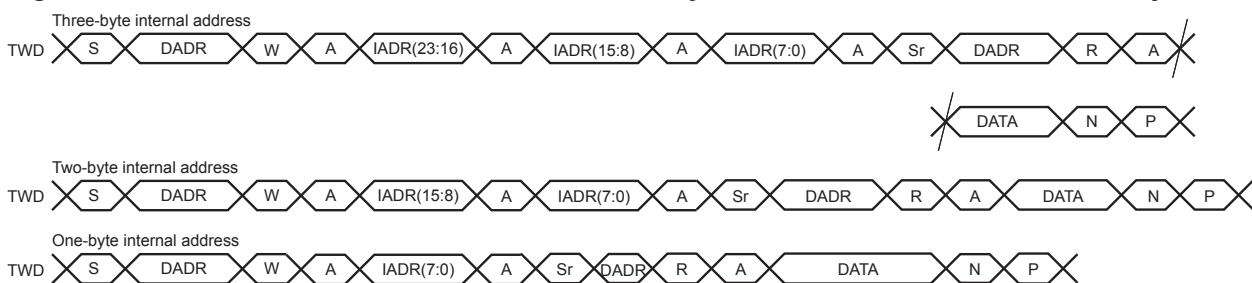 Three-byte internal address
TWD S DADR W A IADR(23:16) A IADR(15:8) A IADR(7:0) A Sr DADR R A
DATA N P
Two-byte internal address
TWD S DADR W A IADR(15:8) A IADR(7:0) A Sr DADR R A DATA N P
One-byte internal address
TWD S DADR W A IADR(7:0) A Sr DADR R A DATA N P